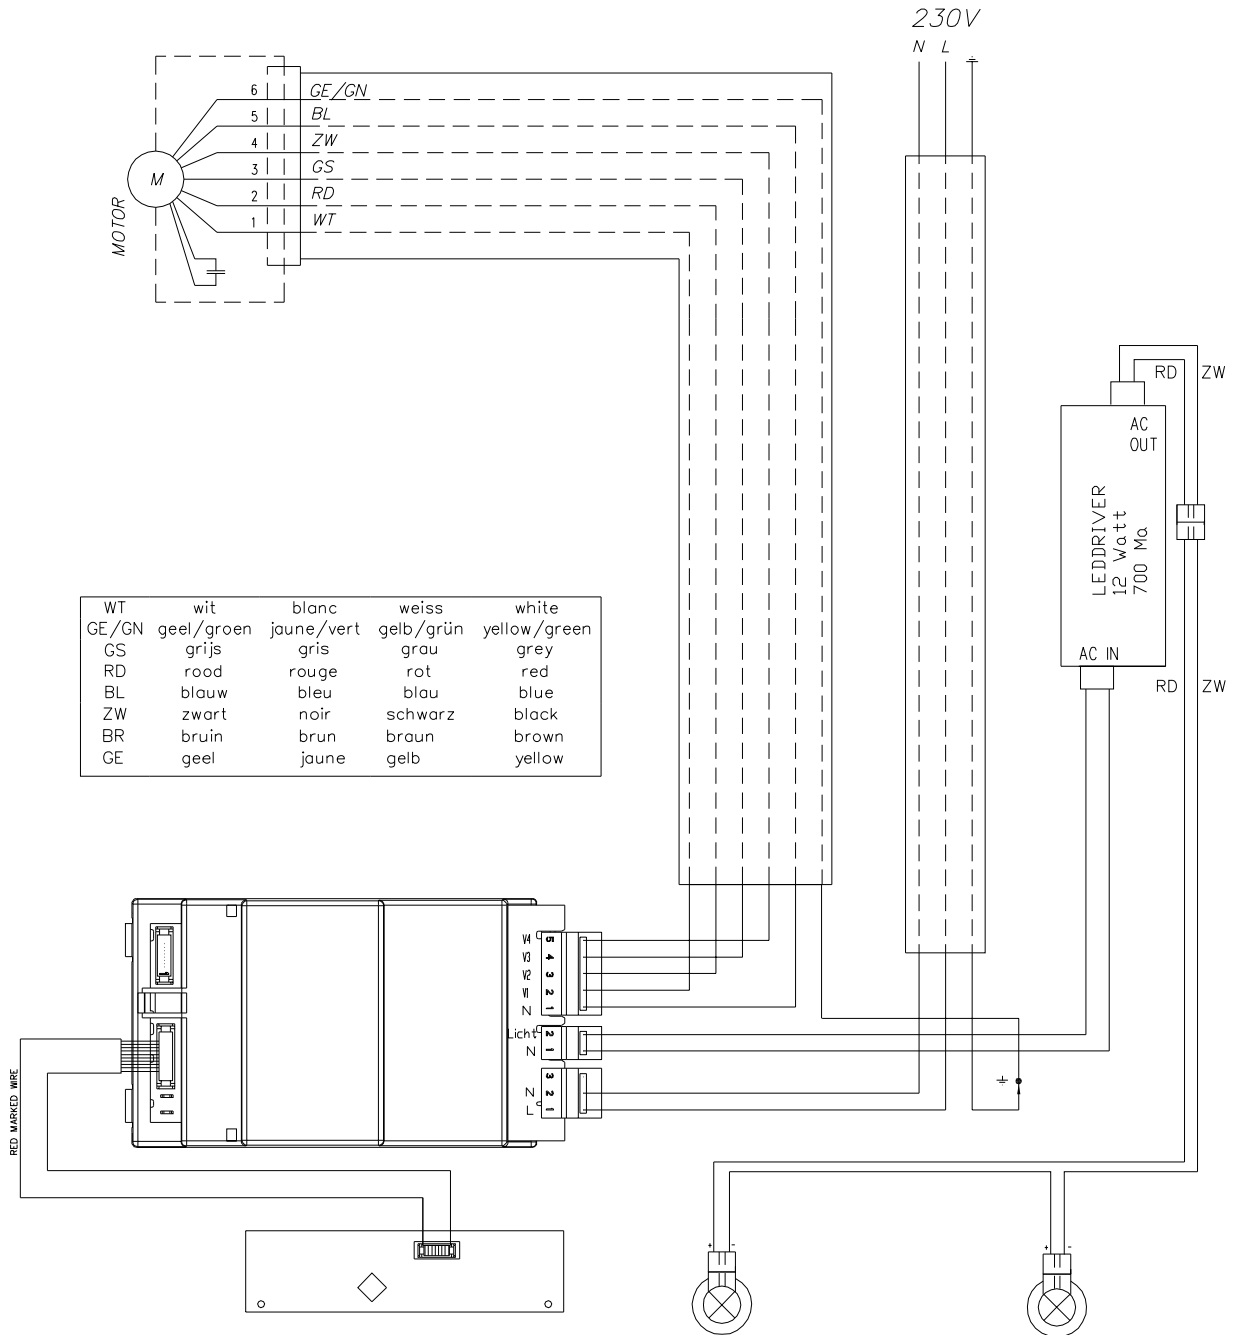 230V
N L
6 GE/GN
5 BL
4 ZW
3 GS
2 RD
1 WT
M
MOTOR
RD ZW
AC
OUT
LEDDRIVER
12 Watt
700 Ma
AC IN
RD ZW
WT wit blanc weiss white
GE/GN geel/groen jaune/vert gelb/grün yellow/green
GS grijs gris grau grey
RD rood rouge rot red
BL blauw bleu blau blue
ZW zwart noir schwarz black
BR bruin brun braun brown
GE geel jaune gelb yellow
V4 5
V3 4
V2 3
V1 2
N 1
Licht 2
N 1
3
N 2
L 1
RED MARKED WIRE
+ -
+ -